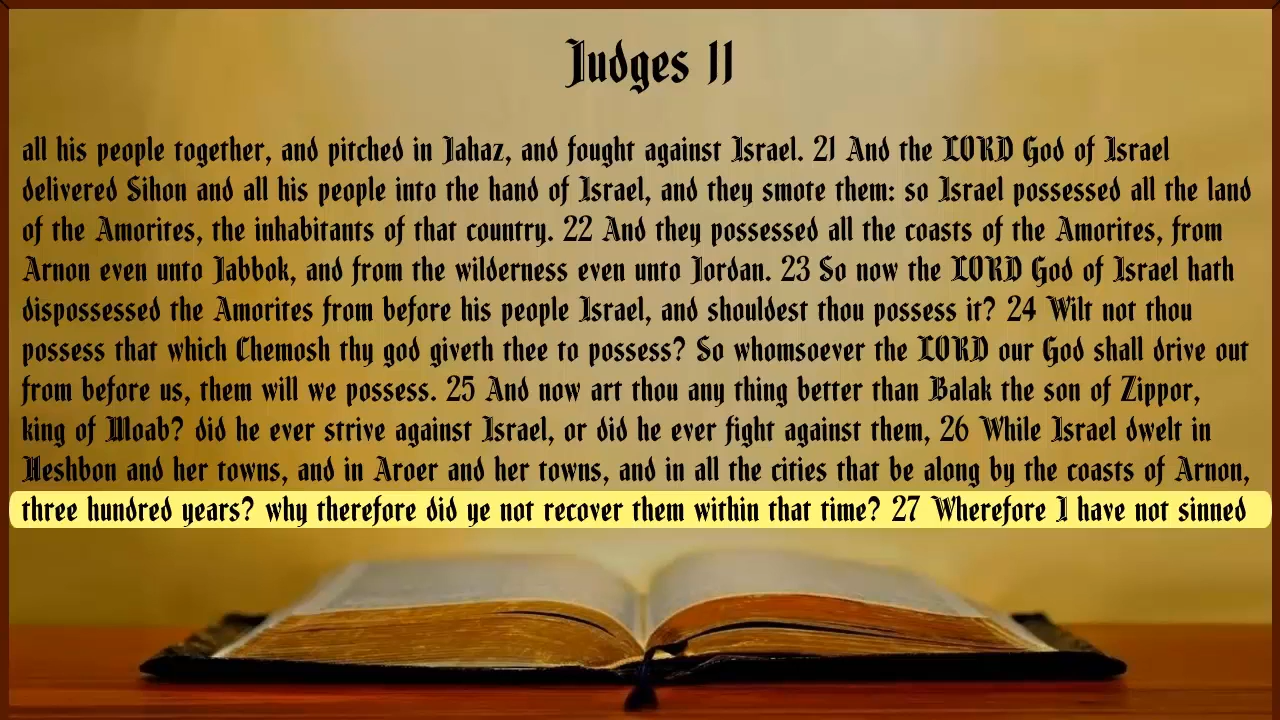 Judges 11
all his people together, and pitched in Jahaz, and fought against Israel. 21 And the LORD God of Israel
delivered Sihon and all his people into the hand of Israel, and they smote them: so Israel possessed all the land
of the Amorites, the inhabitants of that country. 22 And they possessed all the coasts of the Amorites, from
Arnon even unto Jabbok, and from the wilderness even unto Jordan. 23 So now the LORD God of Israel hath
dispossessed the Amorites from before his people Israel, and shouldest thou possess it? 24 Wilt not thou
possess that which Chemosh thy god giveth thee to possess? So whomsoever the LORD our God shall drive out
from before us, them will we possess. 25 And now art thou any thing better than Balak the son of Zippor,
king of Moab? did he ever strive against Israel, or did he ever fight against them, 26 While Israel dwelt in
Heshbon and her towns, and in Aroer and her towns, and in all the cities that be along by the coasts of Arnon,
three hundred years? why therefore did ye not recover them within that time? 27 Wherefore I have not sinned